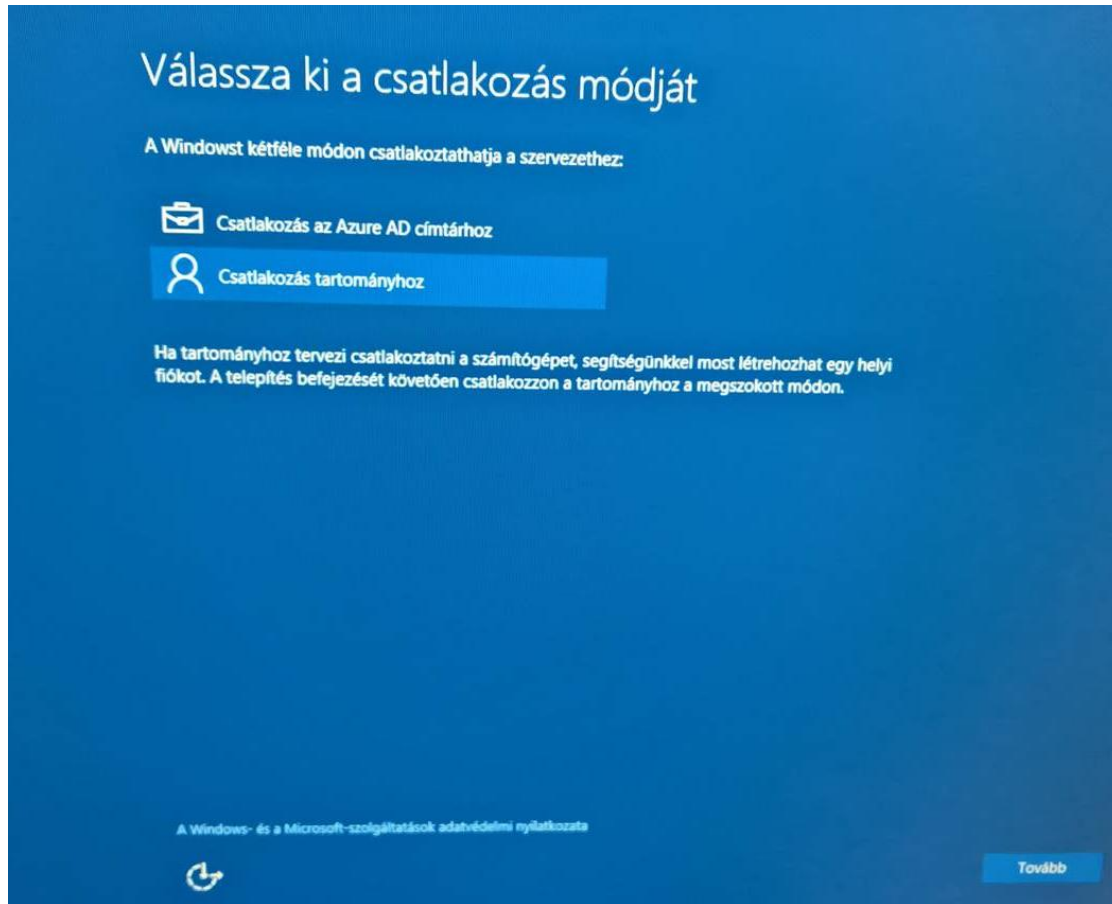 Válassza ki a csatlakozás módját
A Windowst kétféle módon csatlakoztathatja a szervezethez:
Csatlakozás az Azure AD címtárhoz
Csatlakozás tartományhoz
Ha tartományhoz tervezi csatlakoztatni a számítógépet, segítségünkkel most létrehozhat egy helyi
fiókot. A telepítés befejezését követően csatlakozzon a tartományhoz a megszokott módon.
A Windows- és a Microsoft-szolgáltatások adatvédelmi nyilatkozata
Tovább